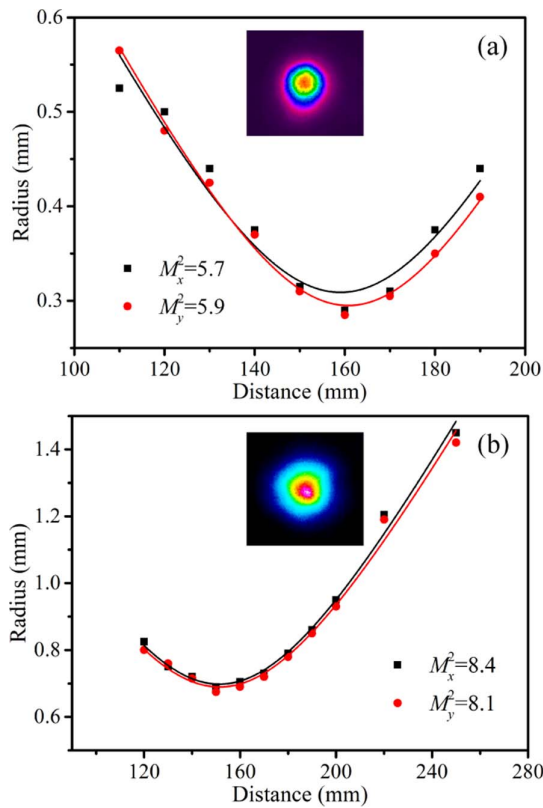 (a)
0.6
0.5
0.4
0.3
Radius (mm)
M²x=5.7
M²y=5.9
100 120 140 160 180 200
Distance (mm)
(b)
1.4
1.2
1.0
0.8
0.6
Radius (mm)
M²x=8.4
M²y=8.1
120 160 200 240 280
Distance (mm)